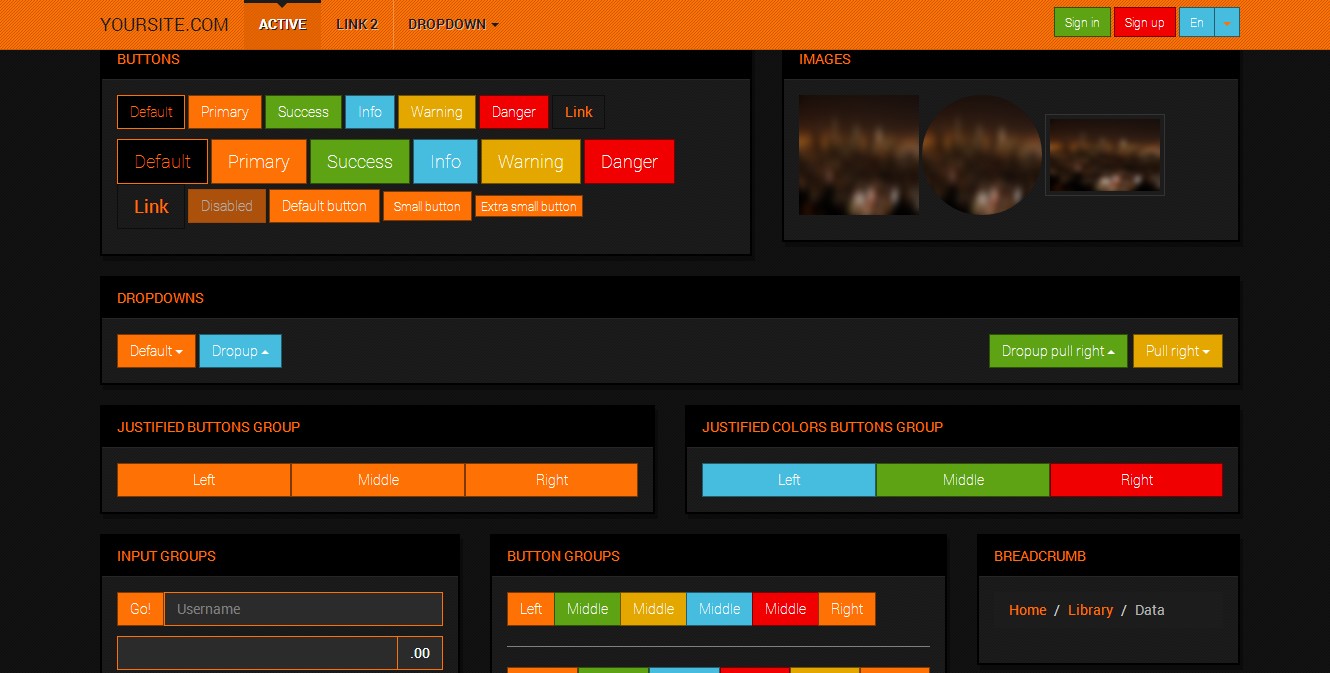 YOURSITE.COM ACTIVE LINK 2 DROPDOWN Sign in Sign up En
BUTTONS
Default Primary Success Info Warning Danger Link
Default Primary Success Info Warning Danger
Link Disabled Default button Small button Extra small button
IMAGES
DROPDOWNS
Default Dropup Dropup pull right Pull right
JUSTIFIED BUTTONS GROUP
Left Middle Right
JUSTIFIED COLORS BUTTONS GROUP
Left Middle Right
INPUT GROUPS
Go! Username
.00
BUTTON GROUPS
Left Middle Middle Middle Middle Right
BREADCRUMB
Home / Library / Data